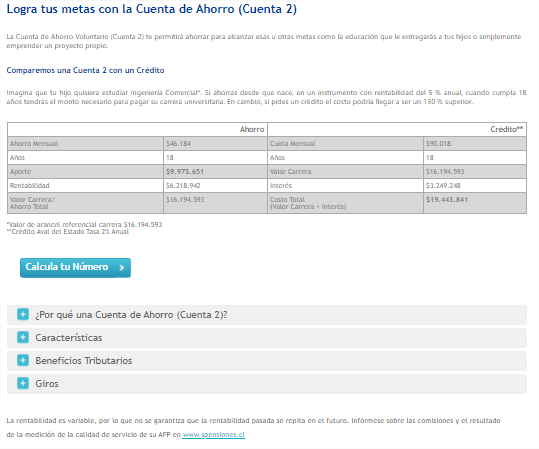 Logra tus metas con la Cuenta de Ahorro (Cuenta 2)
La Cuenta de Ahorro Voluntario (Cuenta 2) te permitirá ahorrar para alcanzar esas u otras metas como la educación que le entregarás a tus hijos o simplemente
emprender un proyecto propio.
Comparemos una Cuenta 2 con un Crédito
Imagina que tu hijo quisiera estudiar Ingeniería Comercial*. Si ahorras desde que nace, en un instrumento con rentabilidad del 5 % anual, cuando cumpla 18
años tendrás el monto necesario para pagar su carrera universitaria. En cambio, si pides un crédito el costo podría llegar a ser un 130 % superior.
Ahorro Crédito**
Ahorro Mensual $46.184 Cuota Mensual $90.018
Años 18 Años 18
Aporte $9.975.651 Valor Carrera $16.194.593
Rentabilidad $6.218.942 Interés $3.249.248
Valor Carrera/ $16.194.593 Costo Total $19.443.841
Ahorro Total (Valor Carrera + Interés)
*Valor de arancel referencial carrera $16.194.593
**Crédito Aval del Estado Tasa 2% Anual
Calcula tu Número
¿Por qué una Cuenta de Ahorro (Cuenta 2)?
Características
Beneficios Tributarios
Giros
La rentabilidad es variable, por lo que no se garantiza que la rentabilidad pasada se repita en el futuro. Infórmese sobre las comisiones y el resultado
de la medición de la calidad de servicio de su AFP en www.spensiones.cl